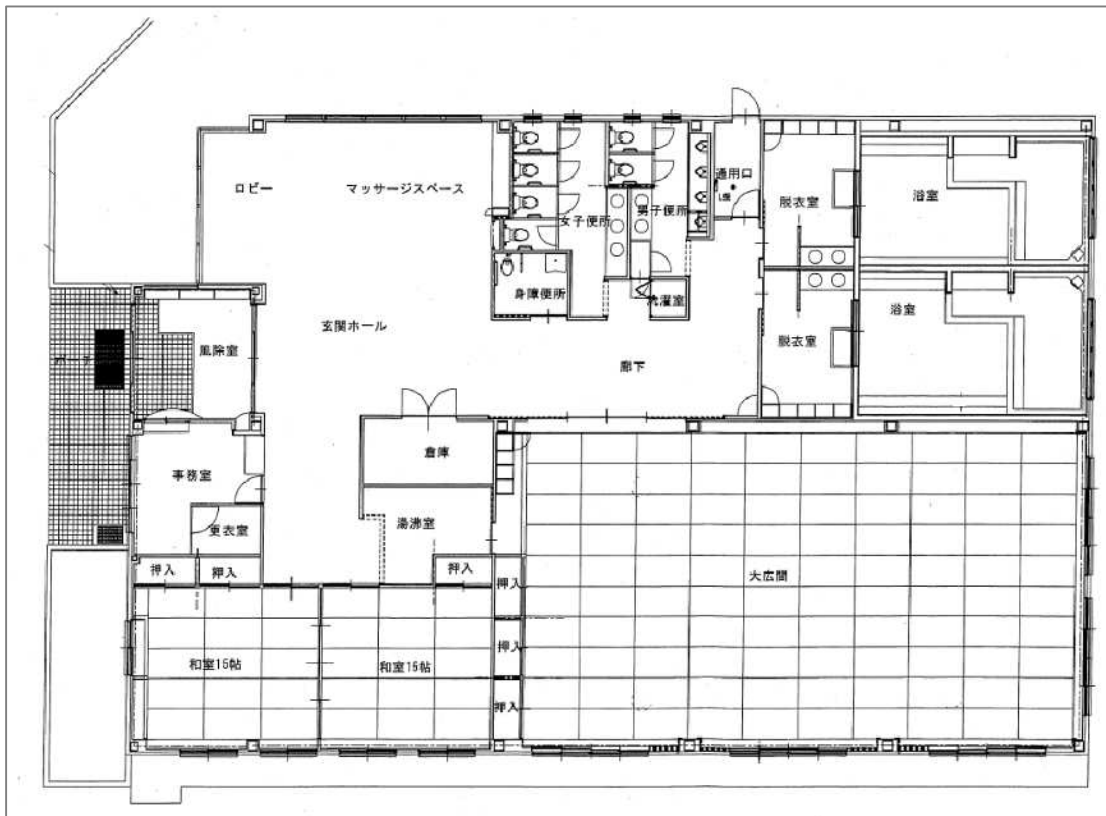 ロビー
マッサージスペース
女子便所
男子便所
通用口
脱衣室
浴室
身障便所
洗濯室
玄関ホール
風除室
廊下
脱衣室
浴室
倉庫
事務室
更衣室
湯沸室
押入
押入
押入
押入
大広間
和室15帖
和室15帖
押入
押入